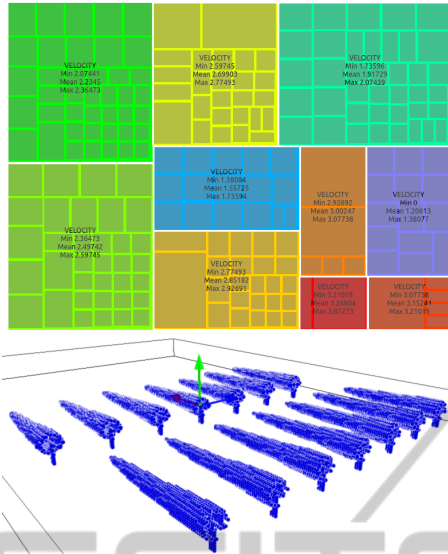 VELOCITY
Min 2.07441
Mean 2.2345
Max 2.36473
VELOCITY
Min 2.59745
Mean 2.69903
Max 2.77493
VELOCITY
Min 1.73596
Mean 1.91729
Max 2.07439
VELOCITY
Min 2.36473
Mean 2.49742
Max 2.59745
VELOCITY
Min 1.38084
Mean 1.55725
Max 1.73594
VELOCITY
Min 2.92692
Mean 3.00247
Max 3.07738
VELOCITY
Min 0
Mean 1.20613
Max 1.38077
VELOCITY
Min 2.77493
Mean 2.85182
Max 2.92691
VELOCITY
Min 3.21019
Mean 3.26804
Max 3.87273
VELOCITY
Min 3.07738
Mean 3.15241
Max 3.21019